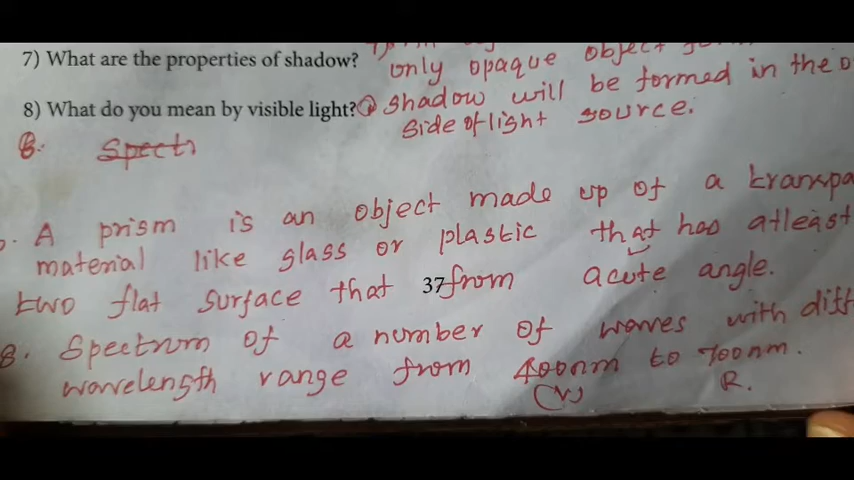 7) What are the properties of shadow?
only opaque object
8) What do you mean by visible light? shadow will be formed in the
side of light source.
8. Spectr
A prism is an object made up of a
material like glass or plastic that has atleast
two flat surface that from acute angle.
37
8. Spectrum of a number of waves with
wavelength range from 400nm to 700nm.
(V) R.